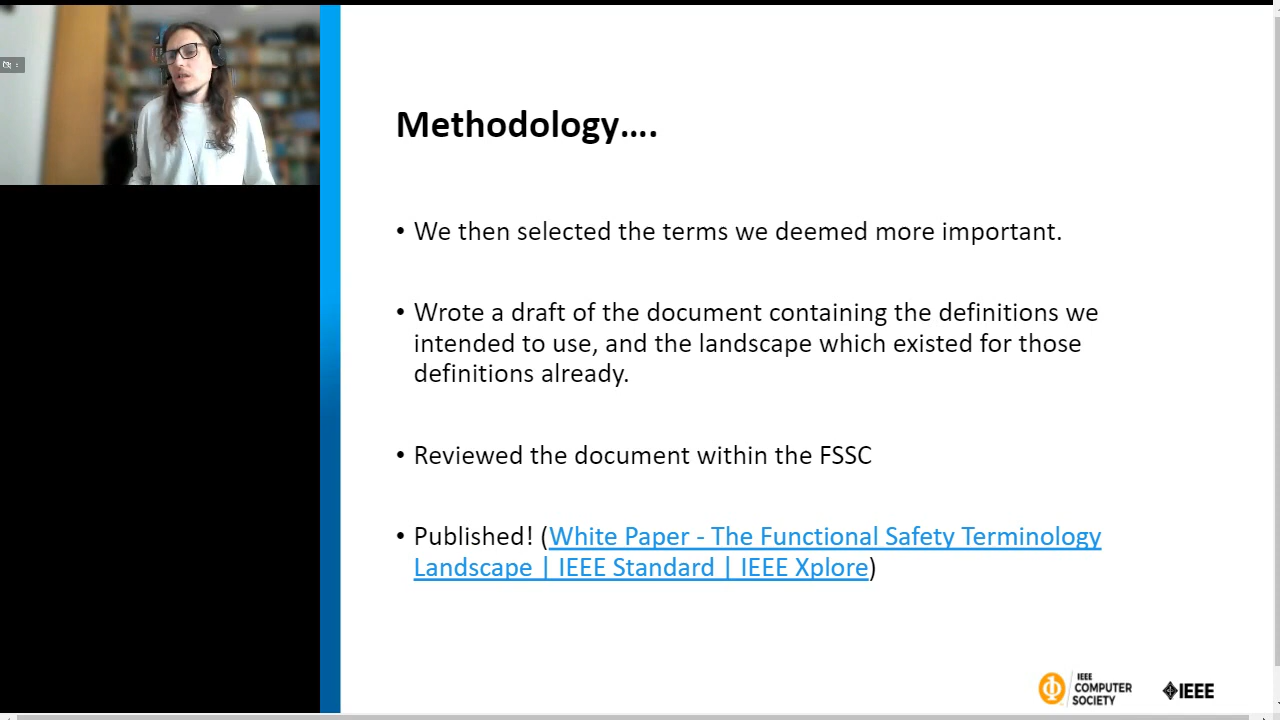 Methodology....
• We then selected the terms we deemed more important.
• Wrote a draft of the document containing the definitions we
intended to use, and the landscape which existed for those
definitions already.
• Reviewed the document within the FSSC
• Published! (White Paper - The Functional Safety Terminology
Landscape | IEEE Standard | IEEE Xplore)
IEEE
COMPUTER
SOCIETY
IEEE